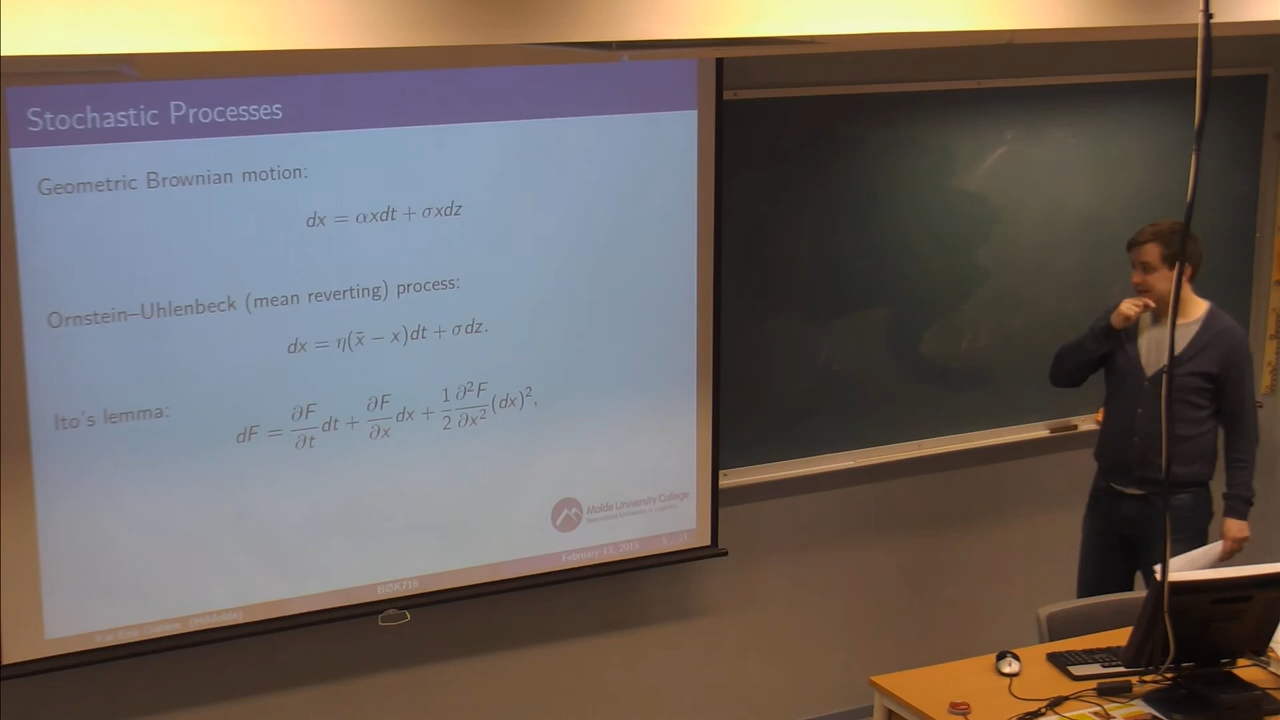 Stochastic Processes
Geometric Brownian motion:
dx = αxdt + σxdz
Ornstein–Uhlenbeck (mean reverting) process:
dx = η(x̄ − x)dt + σdz.
Ito's lemma:
dF = ∂F/∂t dt + ∂F/∂x dx + 1/2 ∂²F/∂x² (dx)²,
Molde University College
BØK716
February 13, 2015